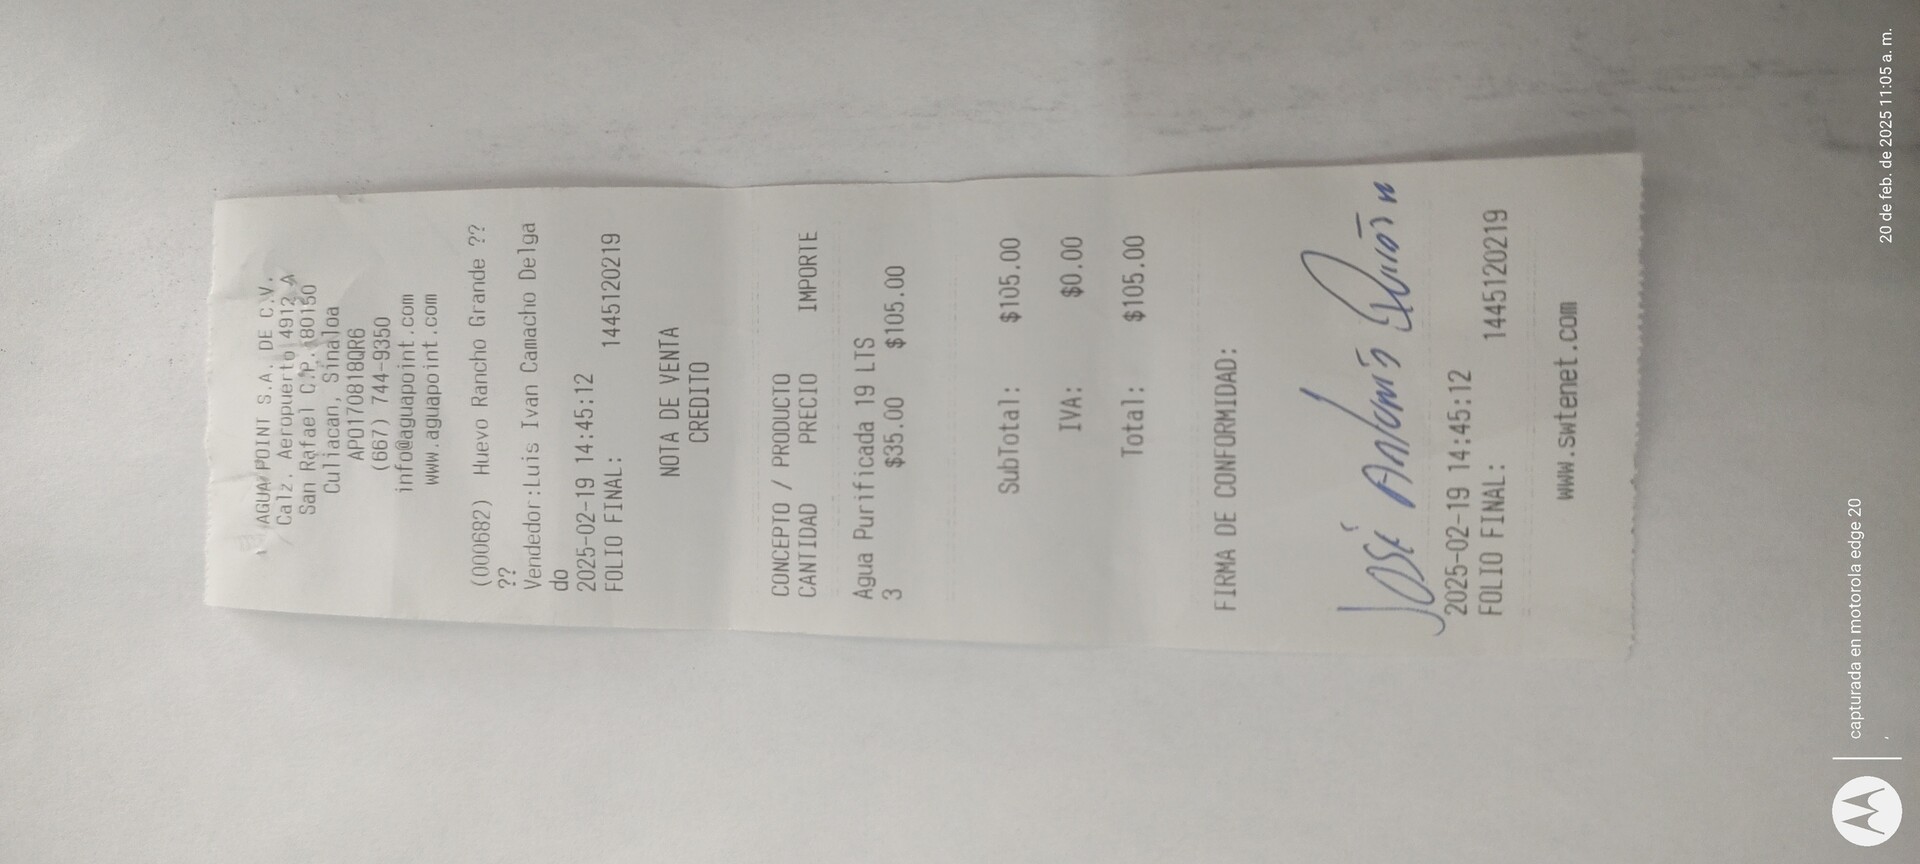 AGUA POINT S.A. DE C.V.
Calz. Aeropuerto 4912 A
San Rafael C.P. 80150
Culiacan, Sinaloa
APO170818QR6
(667) 744-9350
info@aguapoint.com
www.aguapoint.com
(000682) Huevo Rancho Grande ??
??
Vendedor:Luis Ivan Camacho Delga
do
2025-02-19 14:45:12
FOLIO FINAL: 1445120219
NOTA DE VENTA
CREDITO
CONCEPTO / PRODUCTO
CANTIDAD PRECIO IMPORTE
Agua Purificada 19 LTS
3 $35.00 $105.00
SubTotal: $105.00
IVA: $0.00
Total: $105.00
FIRMA DE CONFORMIDAD:
José Antonio
2025-02-19 14:45:12
FOLIO FINAL: 1445120219
www.swtenet.com
capturada en motorola edge 20
20 de feb. de 2025 11:05 a. m.